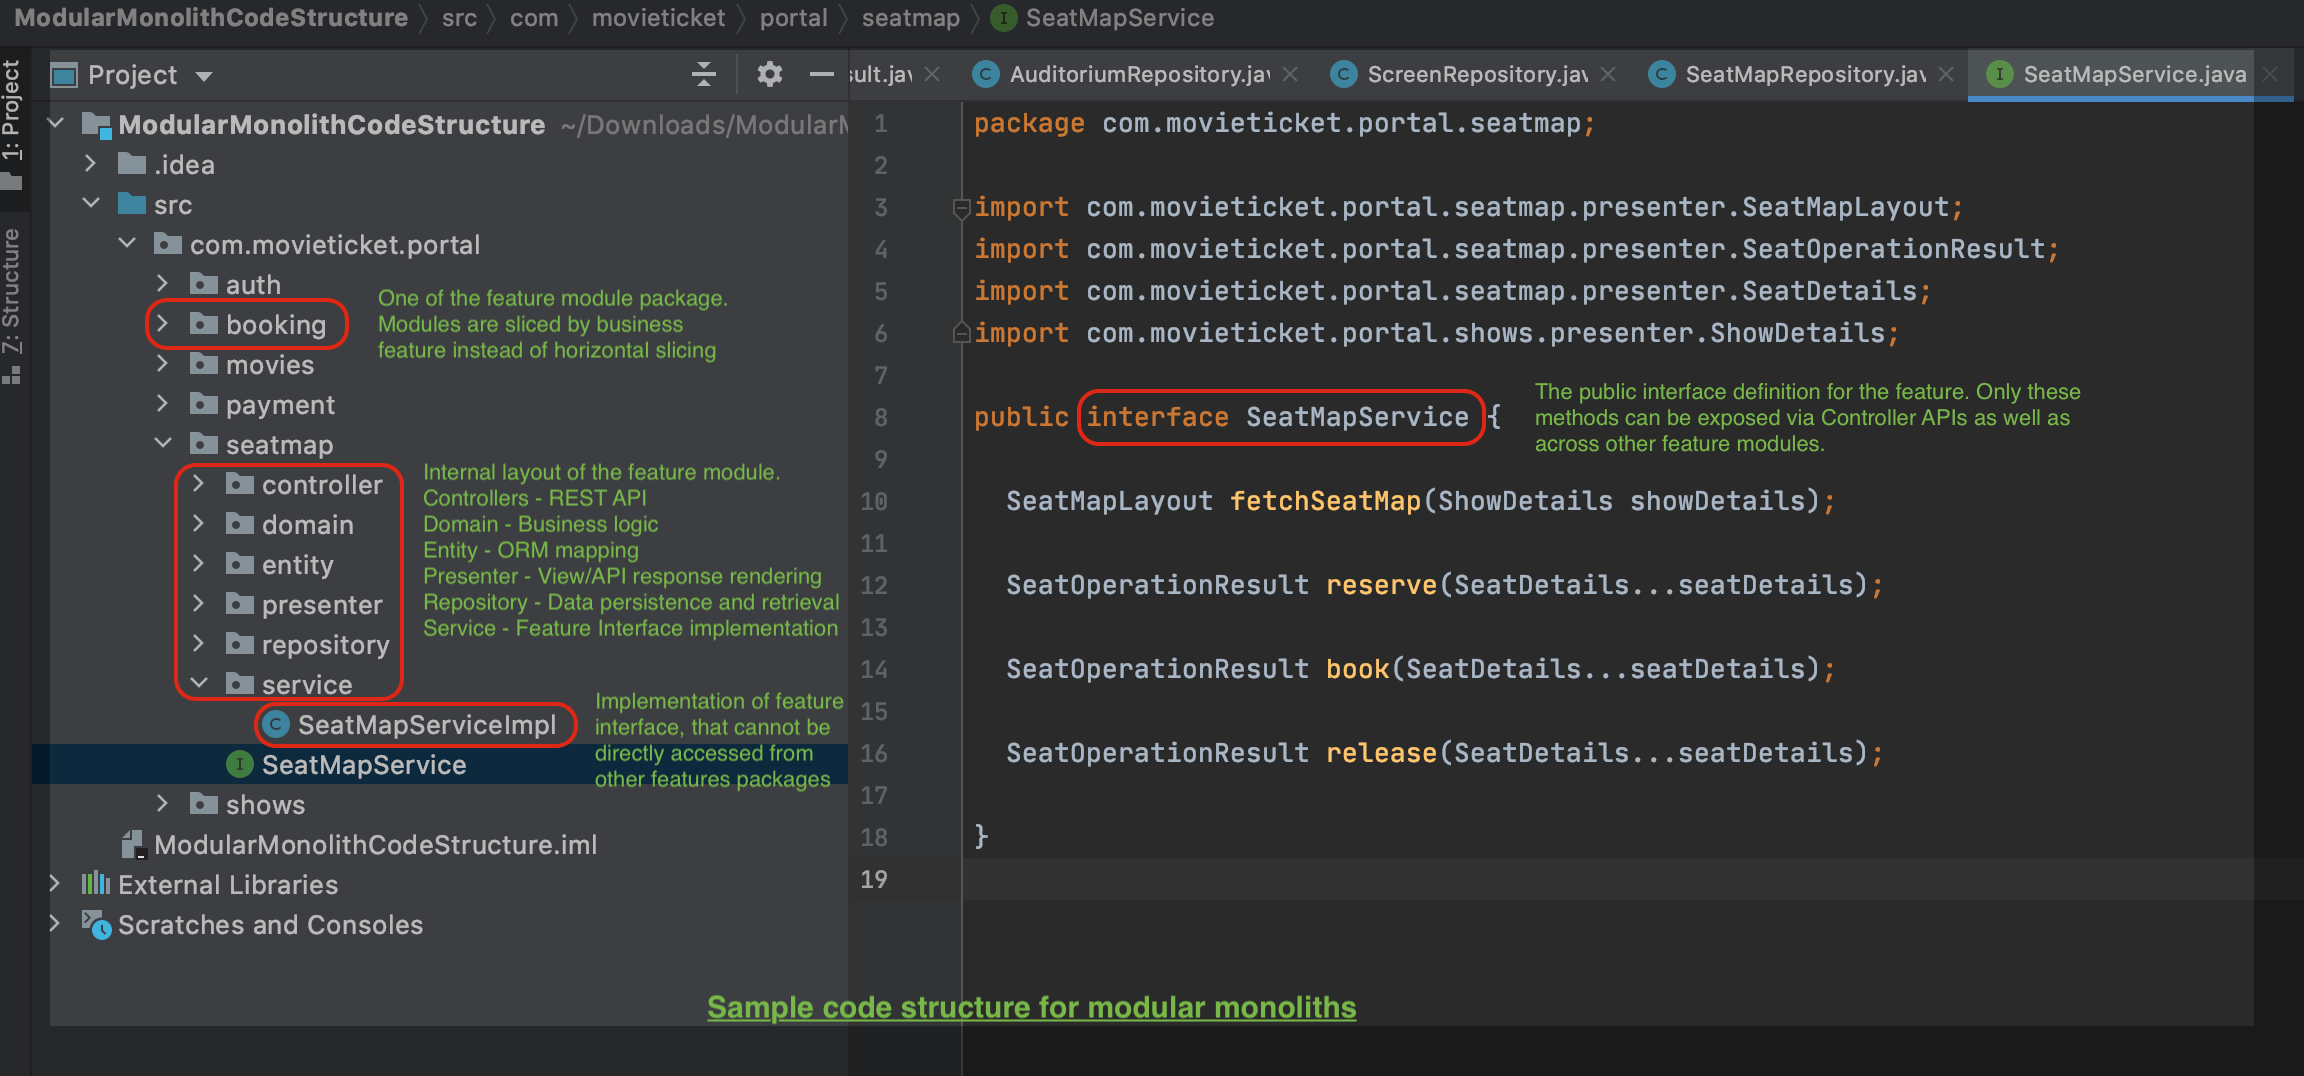 ModularMonolithCodeStructure src com movieticket portal seatmap I SeatMapService
1: Project
7: Structure
Project
ModularMonolithCodeStructure ~/Downloads/ModularM
.idea
src
com.movieticket.portal
auth
booking
movies
payment
seatmap
controller
domain
entity
presenter
repository
service
C SeatMapServiceImpl
I SeatMapService
shows
ModularMonolithCodeStructure.iml
External Libraries
Scratches and Consoles
One of the feature module package.
Modules are sliced by business
feature instead of horizontal slicing
Internal layout of the feature module.
Controllers - REST API
Domain - Business logic
Entity - ORM mapping
Presenter - View/API response rendering
Repository - Data persistence and retrieval
Service - Feature Interface implementation
Implementation of feature
interface, that cannot be
directly accessed from
other features packages
sult.jav C AuditoriumRepository.jav C ScreenRepository.jav C SeatMapRepository.jav I SeatMapService.java
1 package com.movieticket.portal.seatmap;
2
3 import com.movieticket.portal.seatmap.presenter.SeatMapLayout;
4 import com.movieticket.portal.seatmap.presenter.SeatOperationResult;
5 import com.movieticket.portal.seatmap.presenter.SeatDetails;
6 import com.movieticket.portal.shows.presenter.ShowDetails;
7
8 public interface SeatMapService {
9
10 SeatMapLayout fetchSeatMap(ShowDetails showDetails);
11
12 SeatOperationResult reserve(SeatDetails...seatDetails);
13
14 SeatOperationResult book(SeatDetails...seatDetails);
15
16 SeatOperationResult release(SeatDetails...seatDetails);
17
18 }
19
The public interface definition for the feature. Only these
methods can be exposed via Controller APIs as well as
across other feature modules.
Sample code structure for modular monoliths